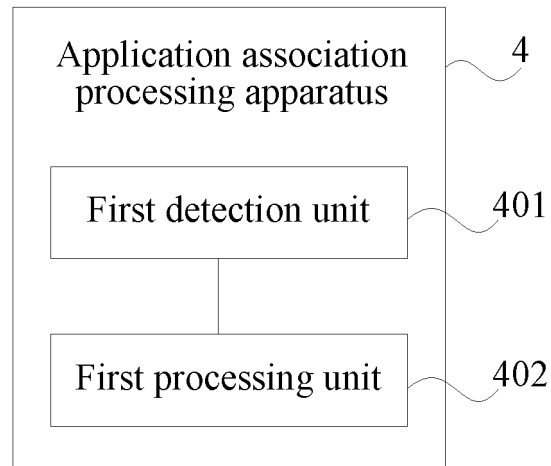 Application association
processing apparatus
4
First detection unit
401
First processing unit
402